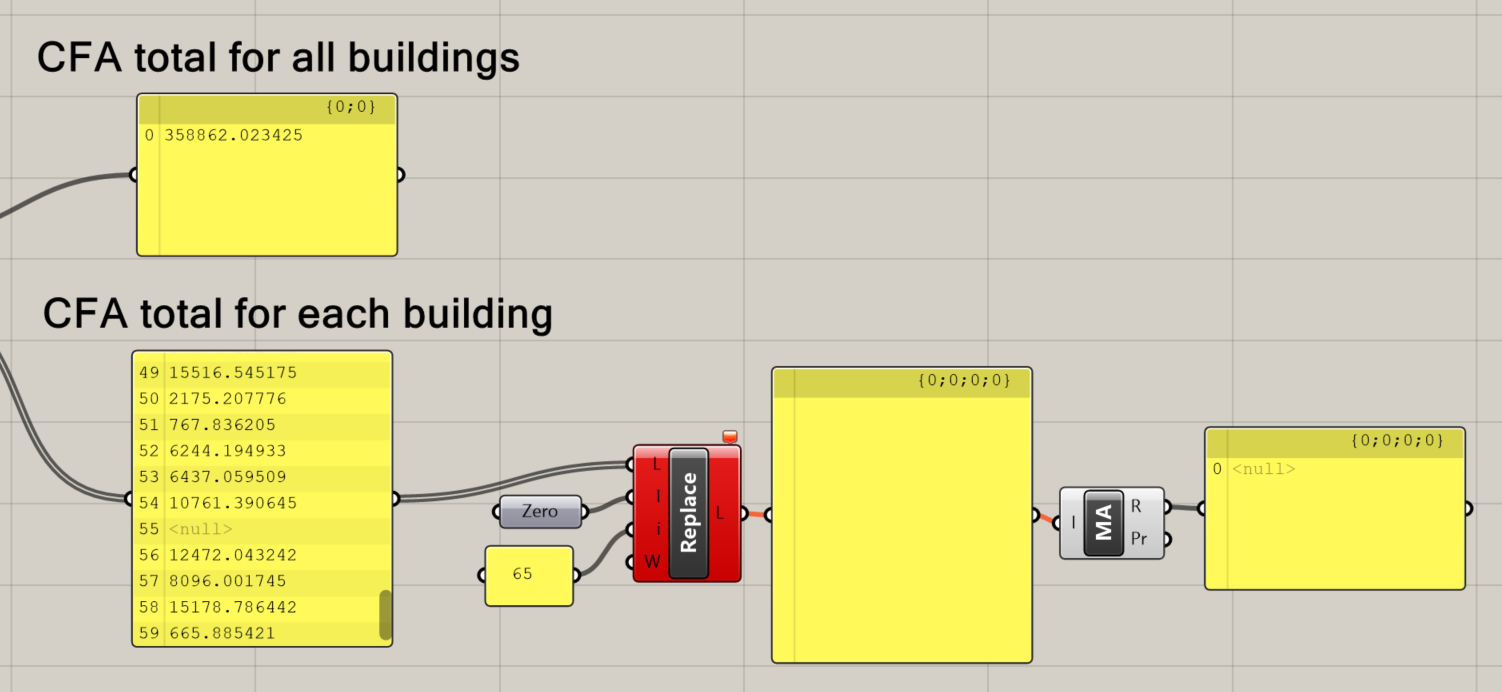 CFA total for all buildings
{0;0}
0 358862.023425
CFA total for each building
49 15516.545175
50 2175.207776
51 767.836205
52 6244.194933
53 6437.059509
54 10761.390645
55 <null>
56 12472.043242
57 8096.001745
58 15178.786442
59 665.885421
Zero
65
L
I
i
W
Replace
L
{0;0;0;0}
I
MA
R
Pr
{0;0;0;0}
0 <null>